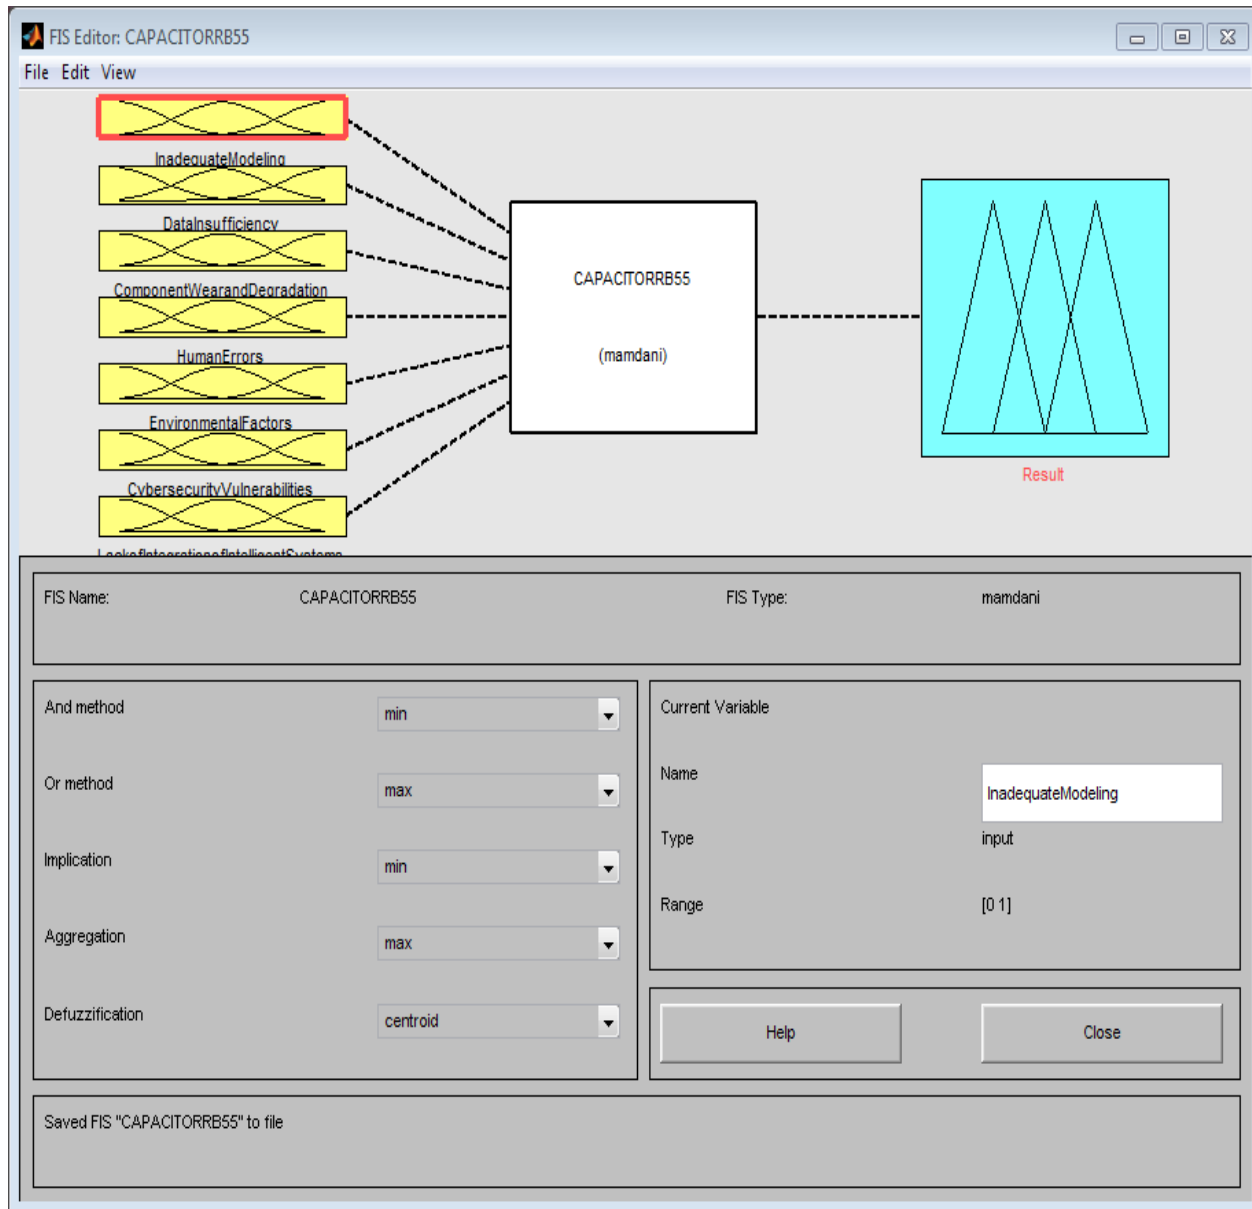 FIS Editor: CAPACITORRB55
File Edit View
InadequateModeling
DataInsufficiency
ComponentWearandDegradation
HumanErrors
EnvironmentalFactors
CybersecurityVulnerabilities
LackofIntegrationofIntelligentSystems
CAPACITORRB55
(mamdani)
Result
FIS Name: CAPACITORRB55 FIS Type: mamdani
And method min
Or method max
Implication min
Aggregation max
Defuzzification centroid
Current Variable
Name InadequateModeling
Type input
Range [0 1]
Help Close
Saved FIS "CAPACITORRB55" to file